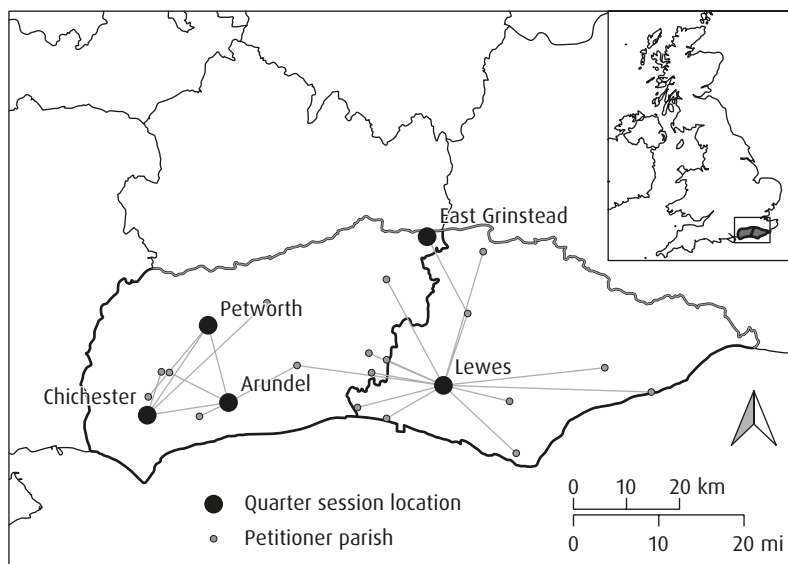 East Grinstead
Petworth
Lewes
Chichester
Arundel
Quarter session location
Petitioner parish
0 10 20 km
0 10 20 mi